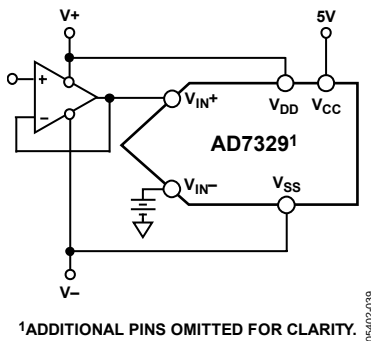 V+
5V
+
−
VIN+
VDD
VCC
AD7329¹
VIN−
VSS
V−
¹ADDITIONAL PINS OMITTED FOR CLARITY.
05402-039